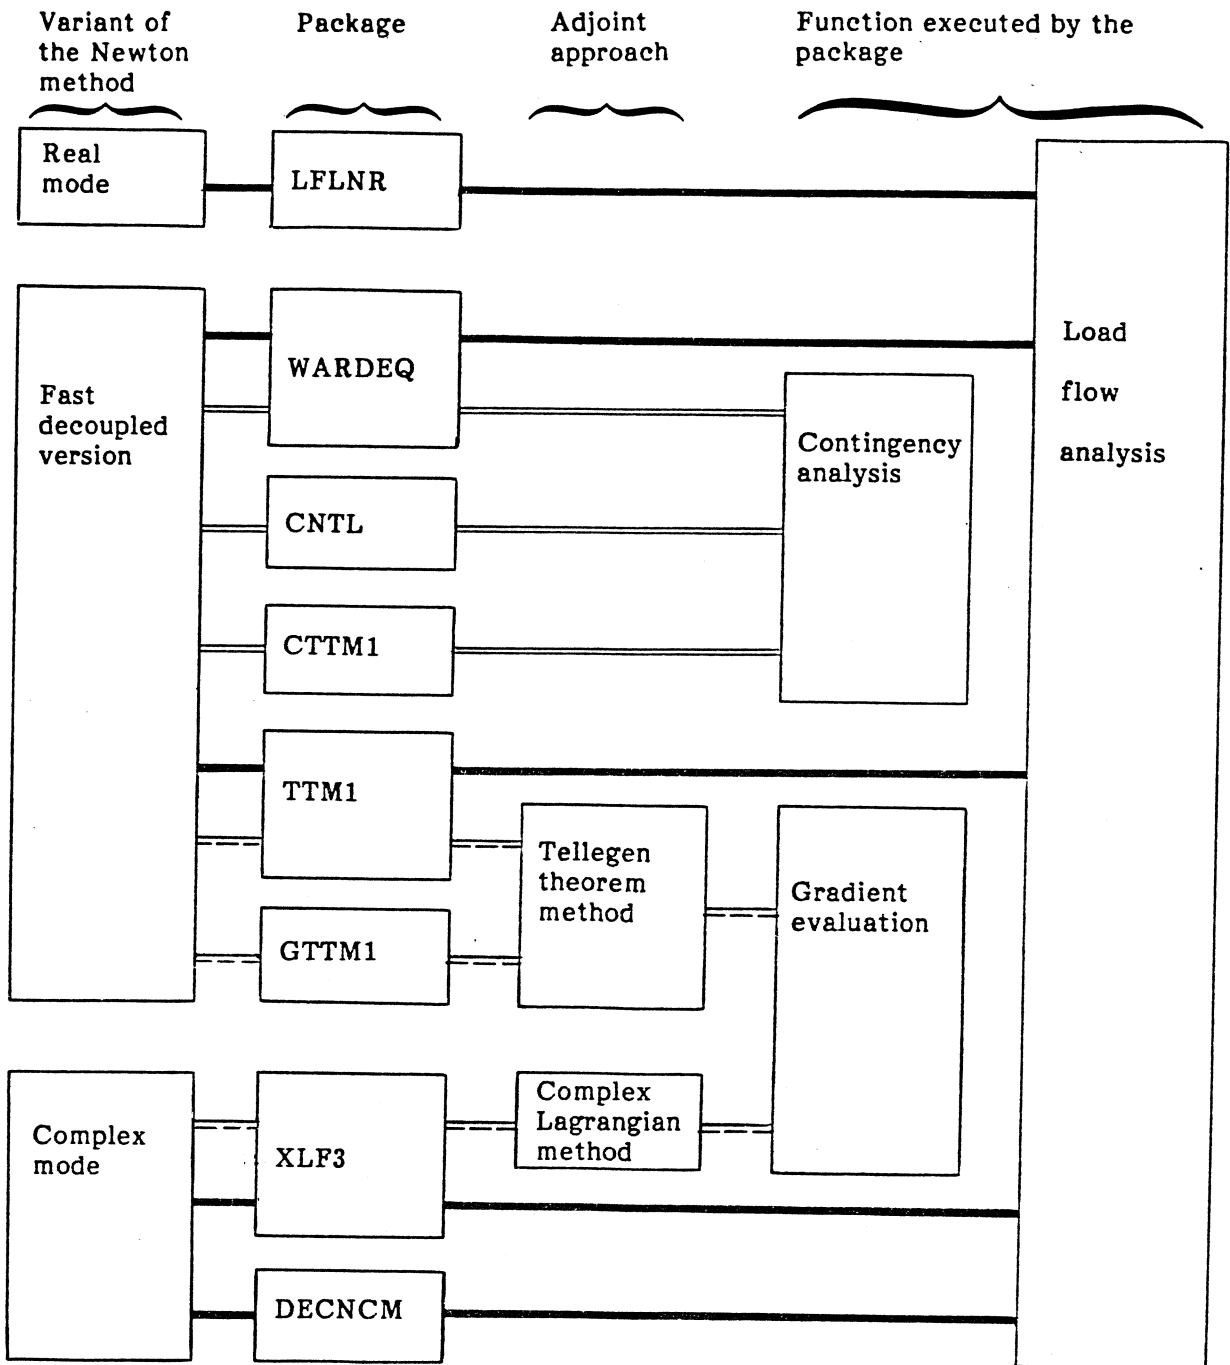 Variant of
the Newton
method
Package
Adjoint
approach
Function executed by the
package
Real
mode
LFLNR
Load
flow
analysis
Fast
decoupled
version
WARDEQ
Contingency
analysis
CNTL
CTTM1
TTM1
Tellegen
theorem
method
Gradient
evaluation
GTTM1
Complex
mode
XLF3
Complex
Lagrangian
method
DECNCM